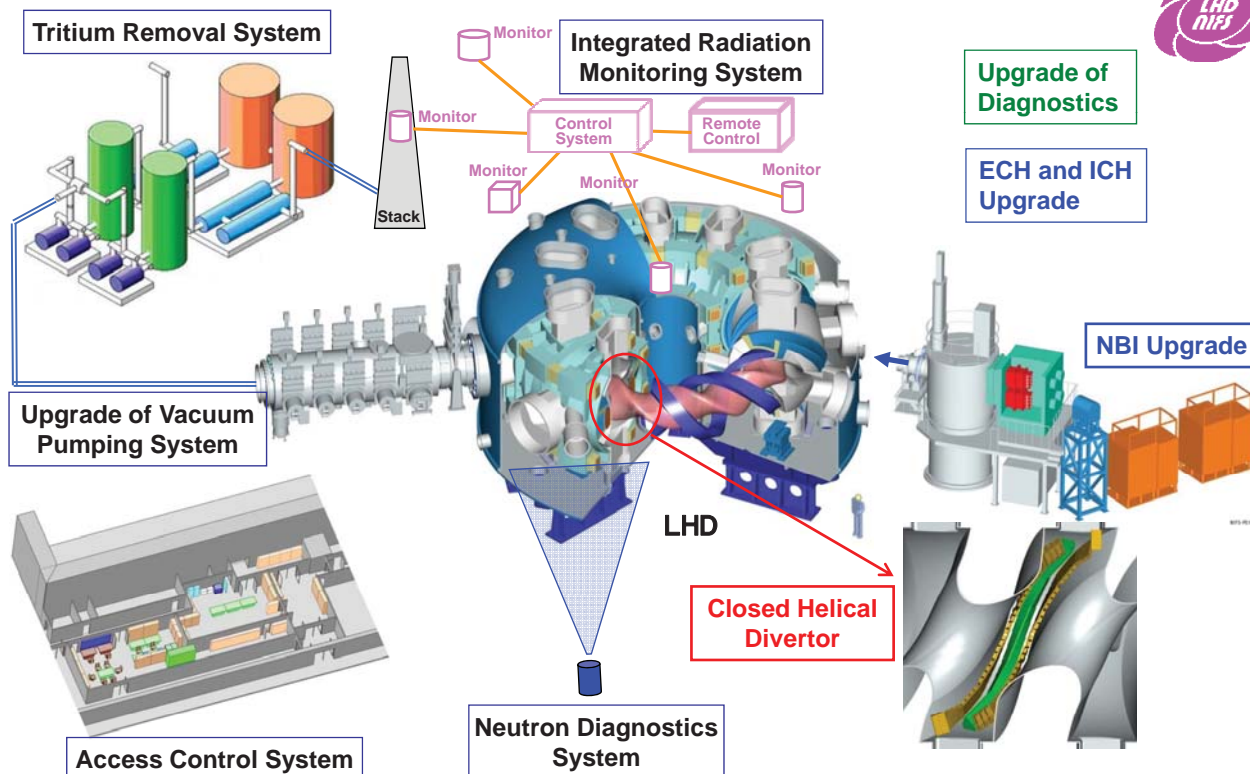 LHD
NIFS
Tritium Removal System
Monitor
Integrated Radiation
Monitoring System
Upgrade of
Diagnostics
Monitor
Control
System
Remote
Control
Monitor
Monitor
Monitor
ECH and ICH
Upgrade
Stack
NBI Upgrade
Upgrade of Vacuum
Pumping System
LHD
Closed Helical
Divertor
Neutron Diagnostics
System
Access Control System